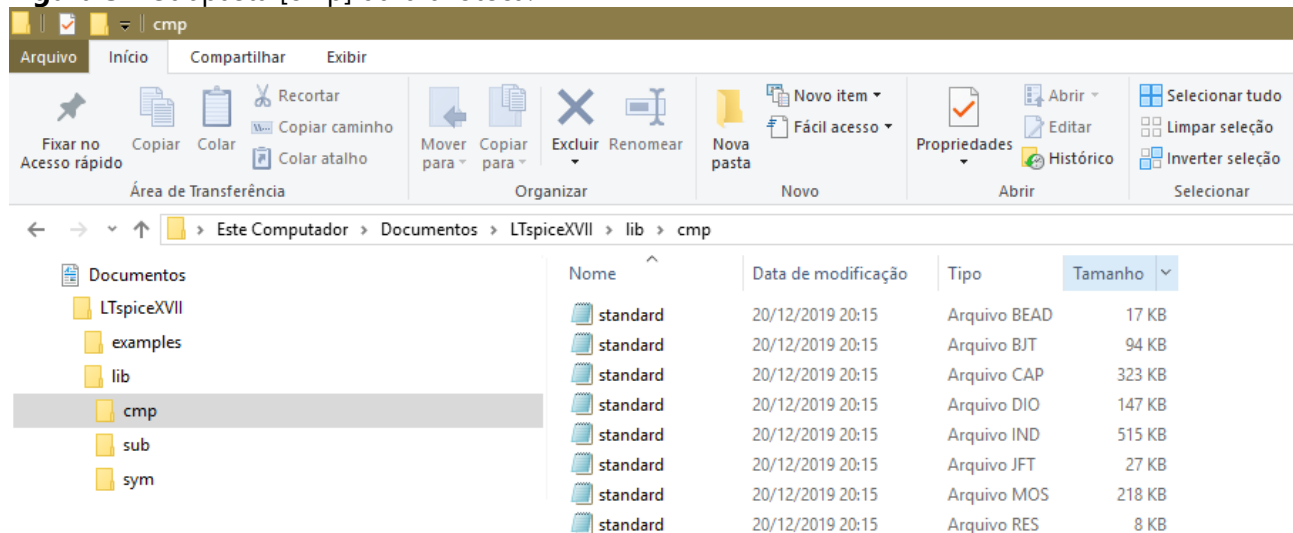 cmp
Arquivo Início Compartilhar Exibir
Fixar no Acesso rápido
Copiar
Colar
Recortar
Copiar caminho
Colar atalho
Mover para
Copiar para
Excluir
Renomear
Nova pasta
Novo item
Fácil acesso
Propriedades
Abrir
Editar
Histórico
Selecionar tudo
Limpar seleção
Inverter seleção
Área de Transferência Organizar Novo Abrir Selecionar
Este Computador > Documentos > LTspiceXVII > lib > cmp
Documentos
LTspiceXVII
examples
lib
cmp
sub
sym
Nome Data de modificação Tipo Tamanho
standard 20/12/2019 20:15 Arquivo BEAD 17 KB
standard 20/12/2019 20:15 Arquivo BJT 94 KB
standard 20/12/2019 20:15 Arquivo CAP 323 KB
standard 20/12/2019 20:15 Arquivo DIO 147 KB
standard 20/12/2019 20:15 Arquivo IND 515 KB
standard 20/12/2019 20:15 Arquivo JFT 27 KB
standard 20/12/2019 20:15 Arquivo MOS 218 KB
standard 20/12/2019 20:15 Arquivo RES 8 KB